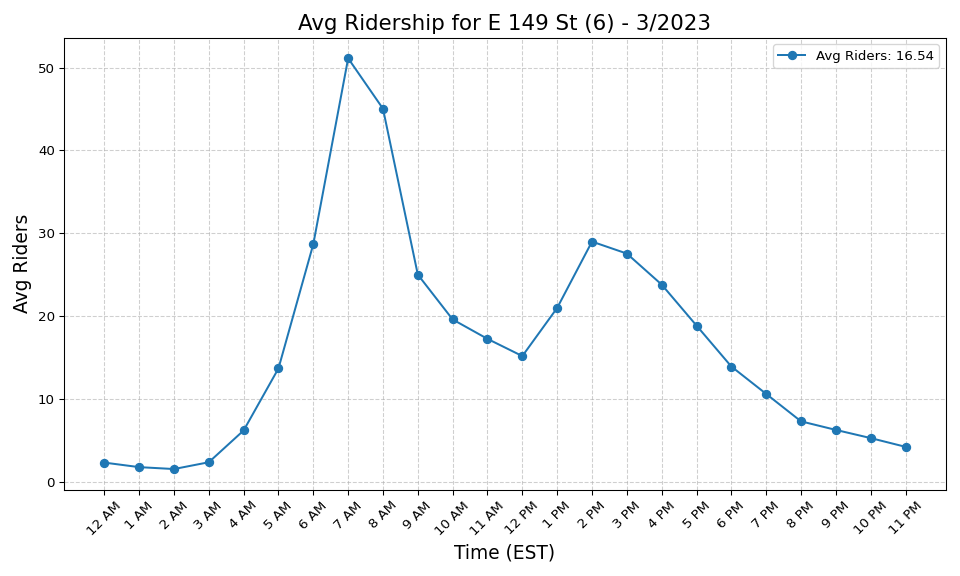 Avg Ridership for E 149 St (6) - 3/2023
Avg Riders: 16.54
Avg Riders
50
40
30
20
10
0
12 AM
1 AM
2 AM
3 AM
4 AM
5 AM
6 AM
7 AM
8 AM
9 AM
10 AM
11 AM
12 PM
1 PM
2 PM
3 PM
4 PM
5 PM
6 PM
7 PM
8 PM
9 PM
10 PM
11 PM
Time (EST)